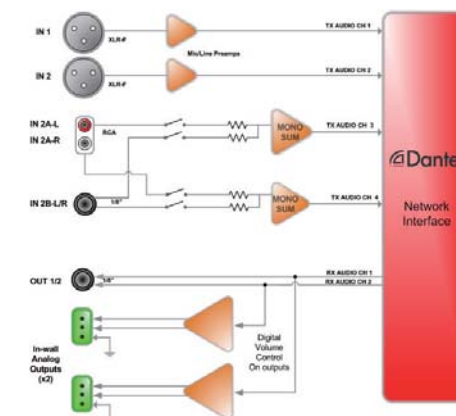 IN 1
XLR-F
TX AUDIO CH 1
Mic/Line Preamps
IN 2
XLR-F
TX AUDIO CH 2
IN 2A-L
IN 2A-R
RCA
MONO
SUM
TX AUDIO CH 3
IN 2B-L/R
1/8"
MONO
SUM
TX AUDIO CH 4
Dante
Network
Interface
OUT 1/2
1/8"
RX AUDIO CH 1
RX AUDIO CH 2
In-wall
Analog
Outputs
(x2)
Digital
Volume
Control
On outputs